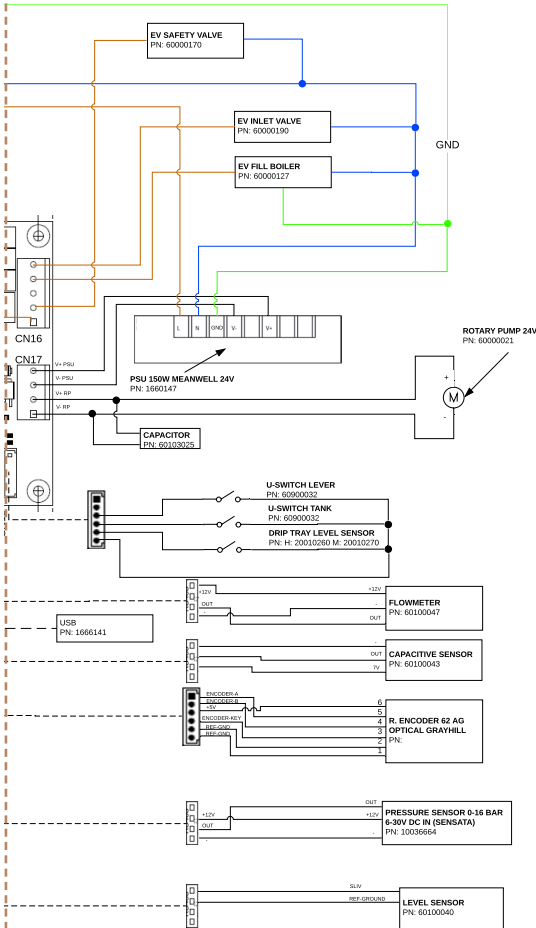 EV SAFETY VALVE
PN: 60000170
EV INLET VALVE
PN: 60000190
GND
EV FILL BOILER
PN: 60000127
CN16
L
N
GND
V-
V+
ROTARY PUMP 24V
PN: 60000021
CN17
V+ PSU
V- PSU
V+ RP
V- RP
PSU 150W MEANWELL 24V
PN: 1660147
+
M
-
CAPACITOR
PN: 60103025
U-SWITCH LEVER
PN: 60900032
U-SWITCH TANK
PN: 60900032
DRIP TRAY LEVEL SENSOR
PN: H: 20010260 M: 20010270
+12V
OUT
-
+12V
-
OUT
FLOWMETER
PN: 60100047
USB
PN: 1666141
-
OUT
7V
CAPACITIVE SENSOR
PN: 60100043
ENCODER-A
ENCODER-B
+5V
ENCODER-KEY
REF-GND
REF-GND
6
5
4
3
2
1
R. ENCODER 62 AG
OPTICAL GRAYHILL
PN:
+12V
OUT
-
OUT
+12V
-
PRESSURE SENSOR 0-16 BAR
6-30V DC IN (SENSATA)
PN: 10036664
SLIV
REF-GROUND
LEVEL SENSOR
PN: 60100040